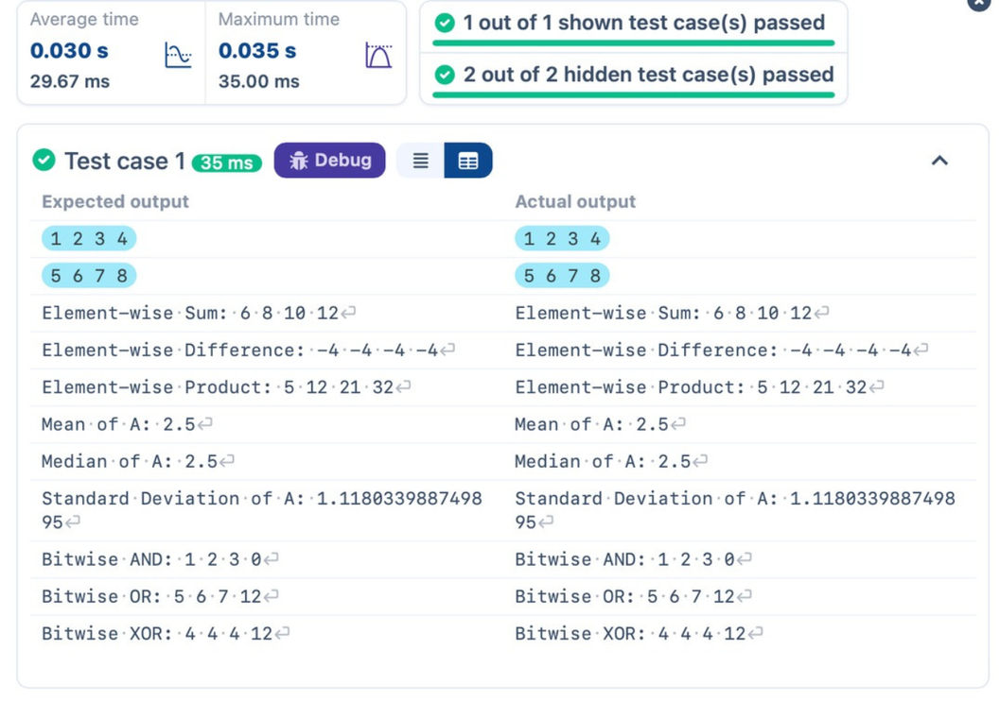 Average time
0.030 s
29.67 ms
Maximum time
0.035 s
35.00 ms
1 out of 1 shown test case(s) passed
2 out of 2 hidden test case(s) passed
Test case 1 35 ms Debug
Expected output
Actual output
1 2 3 4
1 2 3 4
5 6 7 8
5 6 7 8
Element-wise·Sum:·6·8·10·12↵
Element-wise·Sum:·6·8·10·12↵
Element-wise·Difference:·-4·-4·-4·-4↵
Element-wise·Difference:·-4·-4·-4·-4↵
Element-wise·Product:·5·12·21·32↵
Element-wise·Product:·5·12·21·32↵
Mean·of·A:·2.5↵
Mean·of·A:·2.5↵
Median·of·A:·2.5↵
Median·of·A:·2.5↵
Standard·Deviation·of·A:·1.1180339887498
95↵
Standard·Deviation·of·A:·1.1180339887498
95↵
Bitwise·AND:·1·2·3·0↵
Bitwise·AND:·1·2·3·0↵
Bitwise·OR:·5·6·7·12↵
Bitwise·OR:·5·6·7·12↵
Bitwise·XOR:·4·4·4·12↵
Bitwise·XOR:·4·4·4·12↵